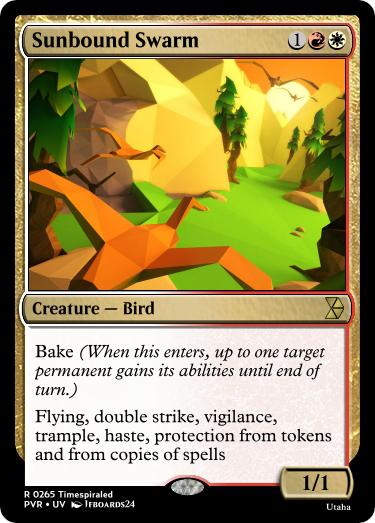 Sunbound Swarm 1
Creature — Bird
Bake (When this enters, up to one target
permanent gains its abilities until end of
turn.)
Flying, double strike, vigilance,
trample, haste, protection from tokens
and from copies of spells
1/1
R 0265 Timespiraled
PVR • UV JFBOARDS24
Utaha